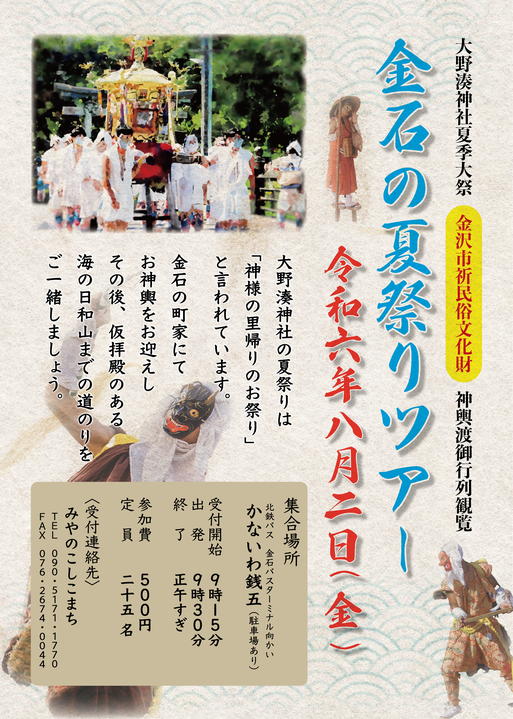 大野湊神社夏季大祭
金沢市祈民俗文化財
神輿渡御行列観覧
金石の夏祭りツアー
令和六年八月二日(金)
大野湊神社の夏祭りは
「神様の里帰りのお祭り」
と言われています。
金石の町家にて
お神輿をお迎えし
その後、仮拝殿のある
海の日和山までの道のりを
ご一緒しましょう。
集合場所
北鉄バス 金石バスターミナル向かい
かないわ銭五(駐車場あり)
受付開始 9時15分
出発 9時30分
終了 正午すぎ
参加費 500円
定員 二十五名
〈受付連絡先〉
みやのこしこまち
TEL 090・5171・1770
FAX 076・2674・0044